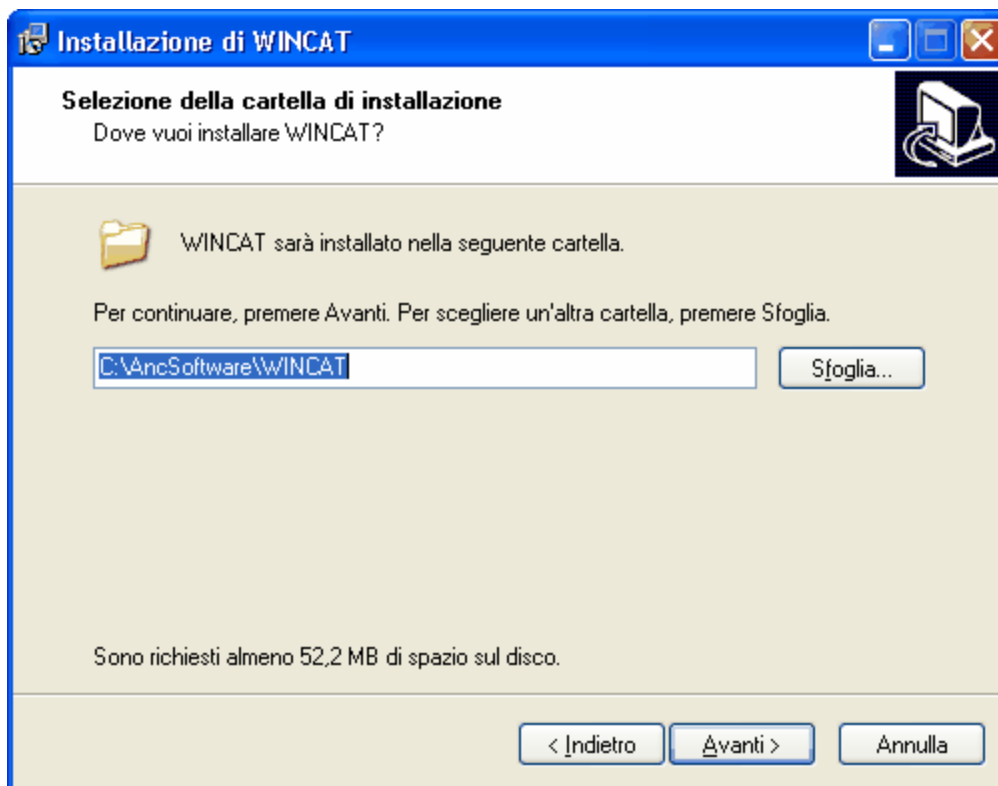 Installazione di WINCAT
Selezione della cartella di installazione
Dove vuoi installare WINCAT?
WINCAT sarà installato nella seguente cartella.
Per continuare, premere Avanti. Per scegliere un'altra cartella, premere Sfoglia.
C:\AncSoftware\WINCAT
Sfoglia...
Sono richiesti almeno 52,2 MB di spazio sul disco.
< Indietro
Avanti >
Annulla